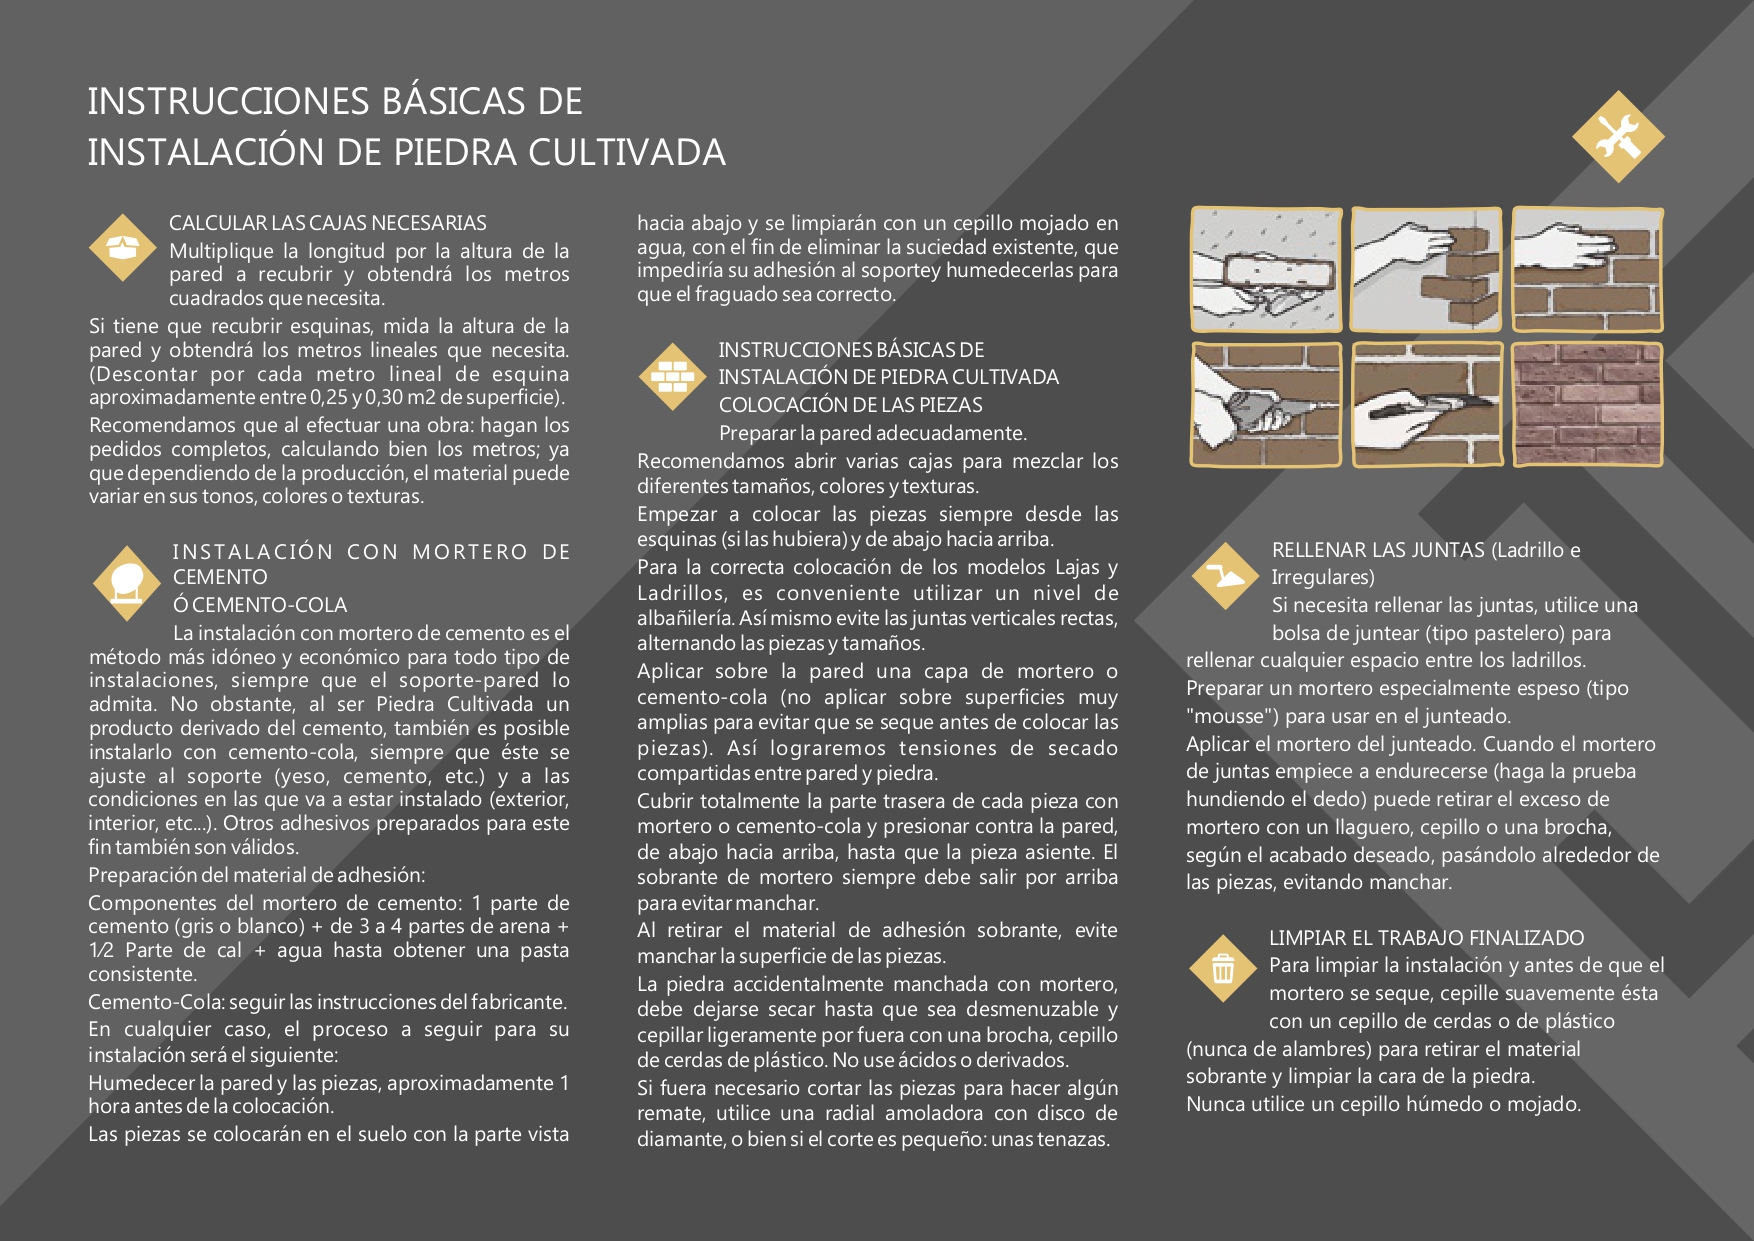 INSTRUCCIONES BÁSICAS DE
INSTALACIÓN DE PIEDRA CULTIVADA
CALCULAR LAS CAJAS NECESARIAS
Multiplique la longitud por la altura de la
pared a recubrir y obtendrá los metros
cuadrados que necesita.
Si tiene que recubrir esquinas, mida la altura de la
pared y obtendrá los metros lineales que necesita.
(Descontar por cada metro lineal de esquina
aproximadamente entre 0,25 y 0,30 m2 de superficie).
Recomendamos que al efectuar una obra: hagan los
pedidos completos, calculando bien los metros; ya
que dependiendo de la producción, el material puede
variar en sus tonos, colores o texturas.
INSTALACIÓN CON MORTERO DE
CEMENTO
Ó CEMENTO-COLA
La instalación con mortero de cemento es el
método más idóneo y económico para todo tipo de
instalaciones, siempre que el soporte-pared lo
admita. No obstante, al ser Piedra Cultivada un
producto derivado del cemento, también es posible
instalarlo con cemento-cola, siempre que éste se
ajuste al soporte (yeso, cemento, etc.) y a las
condiciones en las que va a estar instalado (exterior,
interior, etc...). Otros adhesivos preparados para este
fin también son válidos.
Preparación del material de adhesión:
Componentes del mortero de cemento: 1 parte de
cemento (gris o blanco) + de 3 a 4 partes de arena +
1⁄2 Parte de cal + agua hasta obtener una pasta
consistente.
Cemento-Cola: seguir las instrucciones del fabricante.
En cualquier caso, el proceso a seguir para su
instalación será el siguiente:
Humedecer la pared y las piezas, aproximadamente 1
hora antes de la colocación.
Las piezas se colocarán en el suelo con la parte vista
hacia abajo y se limpiarán con un cepillo mojado en
agua, con el fin de eliminar la suciedad existente, que
impediría su adhesión al soportey humedecerlas para
que el fraguado sea correcto.
INSTRUCCIONES BÁSICAS DE
INSTALACIÓN DE PIEDRA CULTIVADA
COLOCACIÓN DE LAS PIEZAS
Preparar la pared adecuadamente.
Recomendamos abrir varias cajas para mezclar los
diferentes tamaños, colores y texturas.
Empezar a colocar las piezas siempre desde las
esquinas (si las hubiera) y de abajo hacia arriba.
Para la correcta colocación de los modelos Lajas y
Ladrillos, es conveniente utilizar un nivel de
albañilería. Así mismo evite las juntas verticales rectas,
alternando las piezas y tamaños.
Aplicar sobre la pared una capa de mortero o
cemento-cola (no aplicar sobre superficies muy
amplias para evitar que se seque antes de colocar las
piezas). Así lograremos tensiones de secado
compartidas entre pared y piedra.
Cubrir totalmente la parte trasera de cada pieza con
mortero o cemento-cola y presionar contra la pared,
de abajo hacia arriba, hasta que la pieza asiente. El
sobrante de mortero siempre debe salir por arriba
para evitar manchar.
Al retirar el material de adhesión sobrante, evite
manchar la superficie de las piezas.
La piedra accidentalmente manchada con mortero,
debe dejarse secar hasta que sea desmenuzable y
cepillar ligeramente por fuera con una brocha, cepillo
de cerdas de plástico. No use ácidos o derivados.
Si fuera necesario cortar las piezas para hacer algún
remate, utilice una radial amoladora con disco de
diamante, o bien si el corte es pequeño: unas tenazas.
RELLENAR LAS JUNTAS (Ladrillo e
Irregulares)
Si necesita rellenar las juntas, utilice una
bolsa de juntear (tipo pastelero) para
rellenar cualquier espacio entre los ladrillos.
Preparar un mortero especialmente espeso (tipo
"mousse") para usar en el junteado.
Aplicar el mortero del junteado. Cuando el mortero
de juntas empiece a endurecerse (haga la prueba
hundiendo el dedo) puede retirar el exceso de
mortero con un llaguero, cepillo o una brocha,
según el acabado deseado, pasándolo alrededor de
las piezas, evitando manchar.
LIMPIAR EL TRABAJO FINALIZADO
Para limpiar la instalación y antes de que el
mortero se seque, cepille suavemente ésta
con un cepillo de cerdas o de plástico
(nunca de alambres) para retirar el material
sobrante y limpiar la cara de la piedra.
Nunca utilice un cepillo húmedo o mojado.